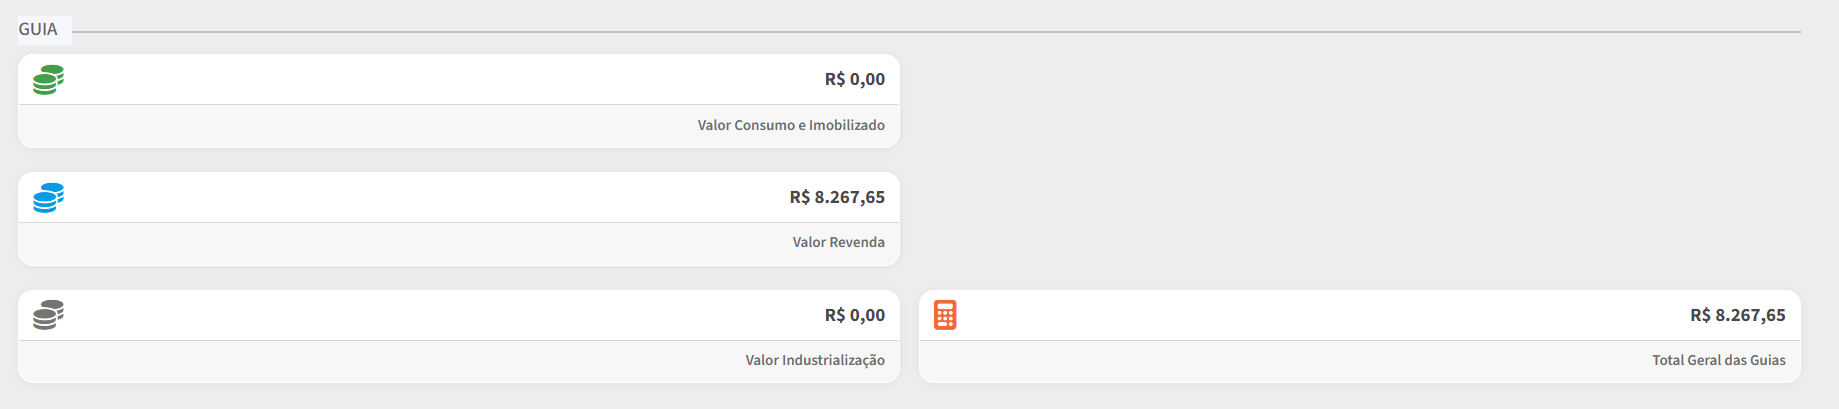 GUIA
R$ 0,00
Valor Consumo e Imobilizado
R$ 8.267,65
Valor Revenda
R$ 0,00
Valor Industrialização
R$ 8.267,65
Total Geral das Guias